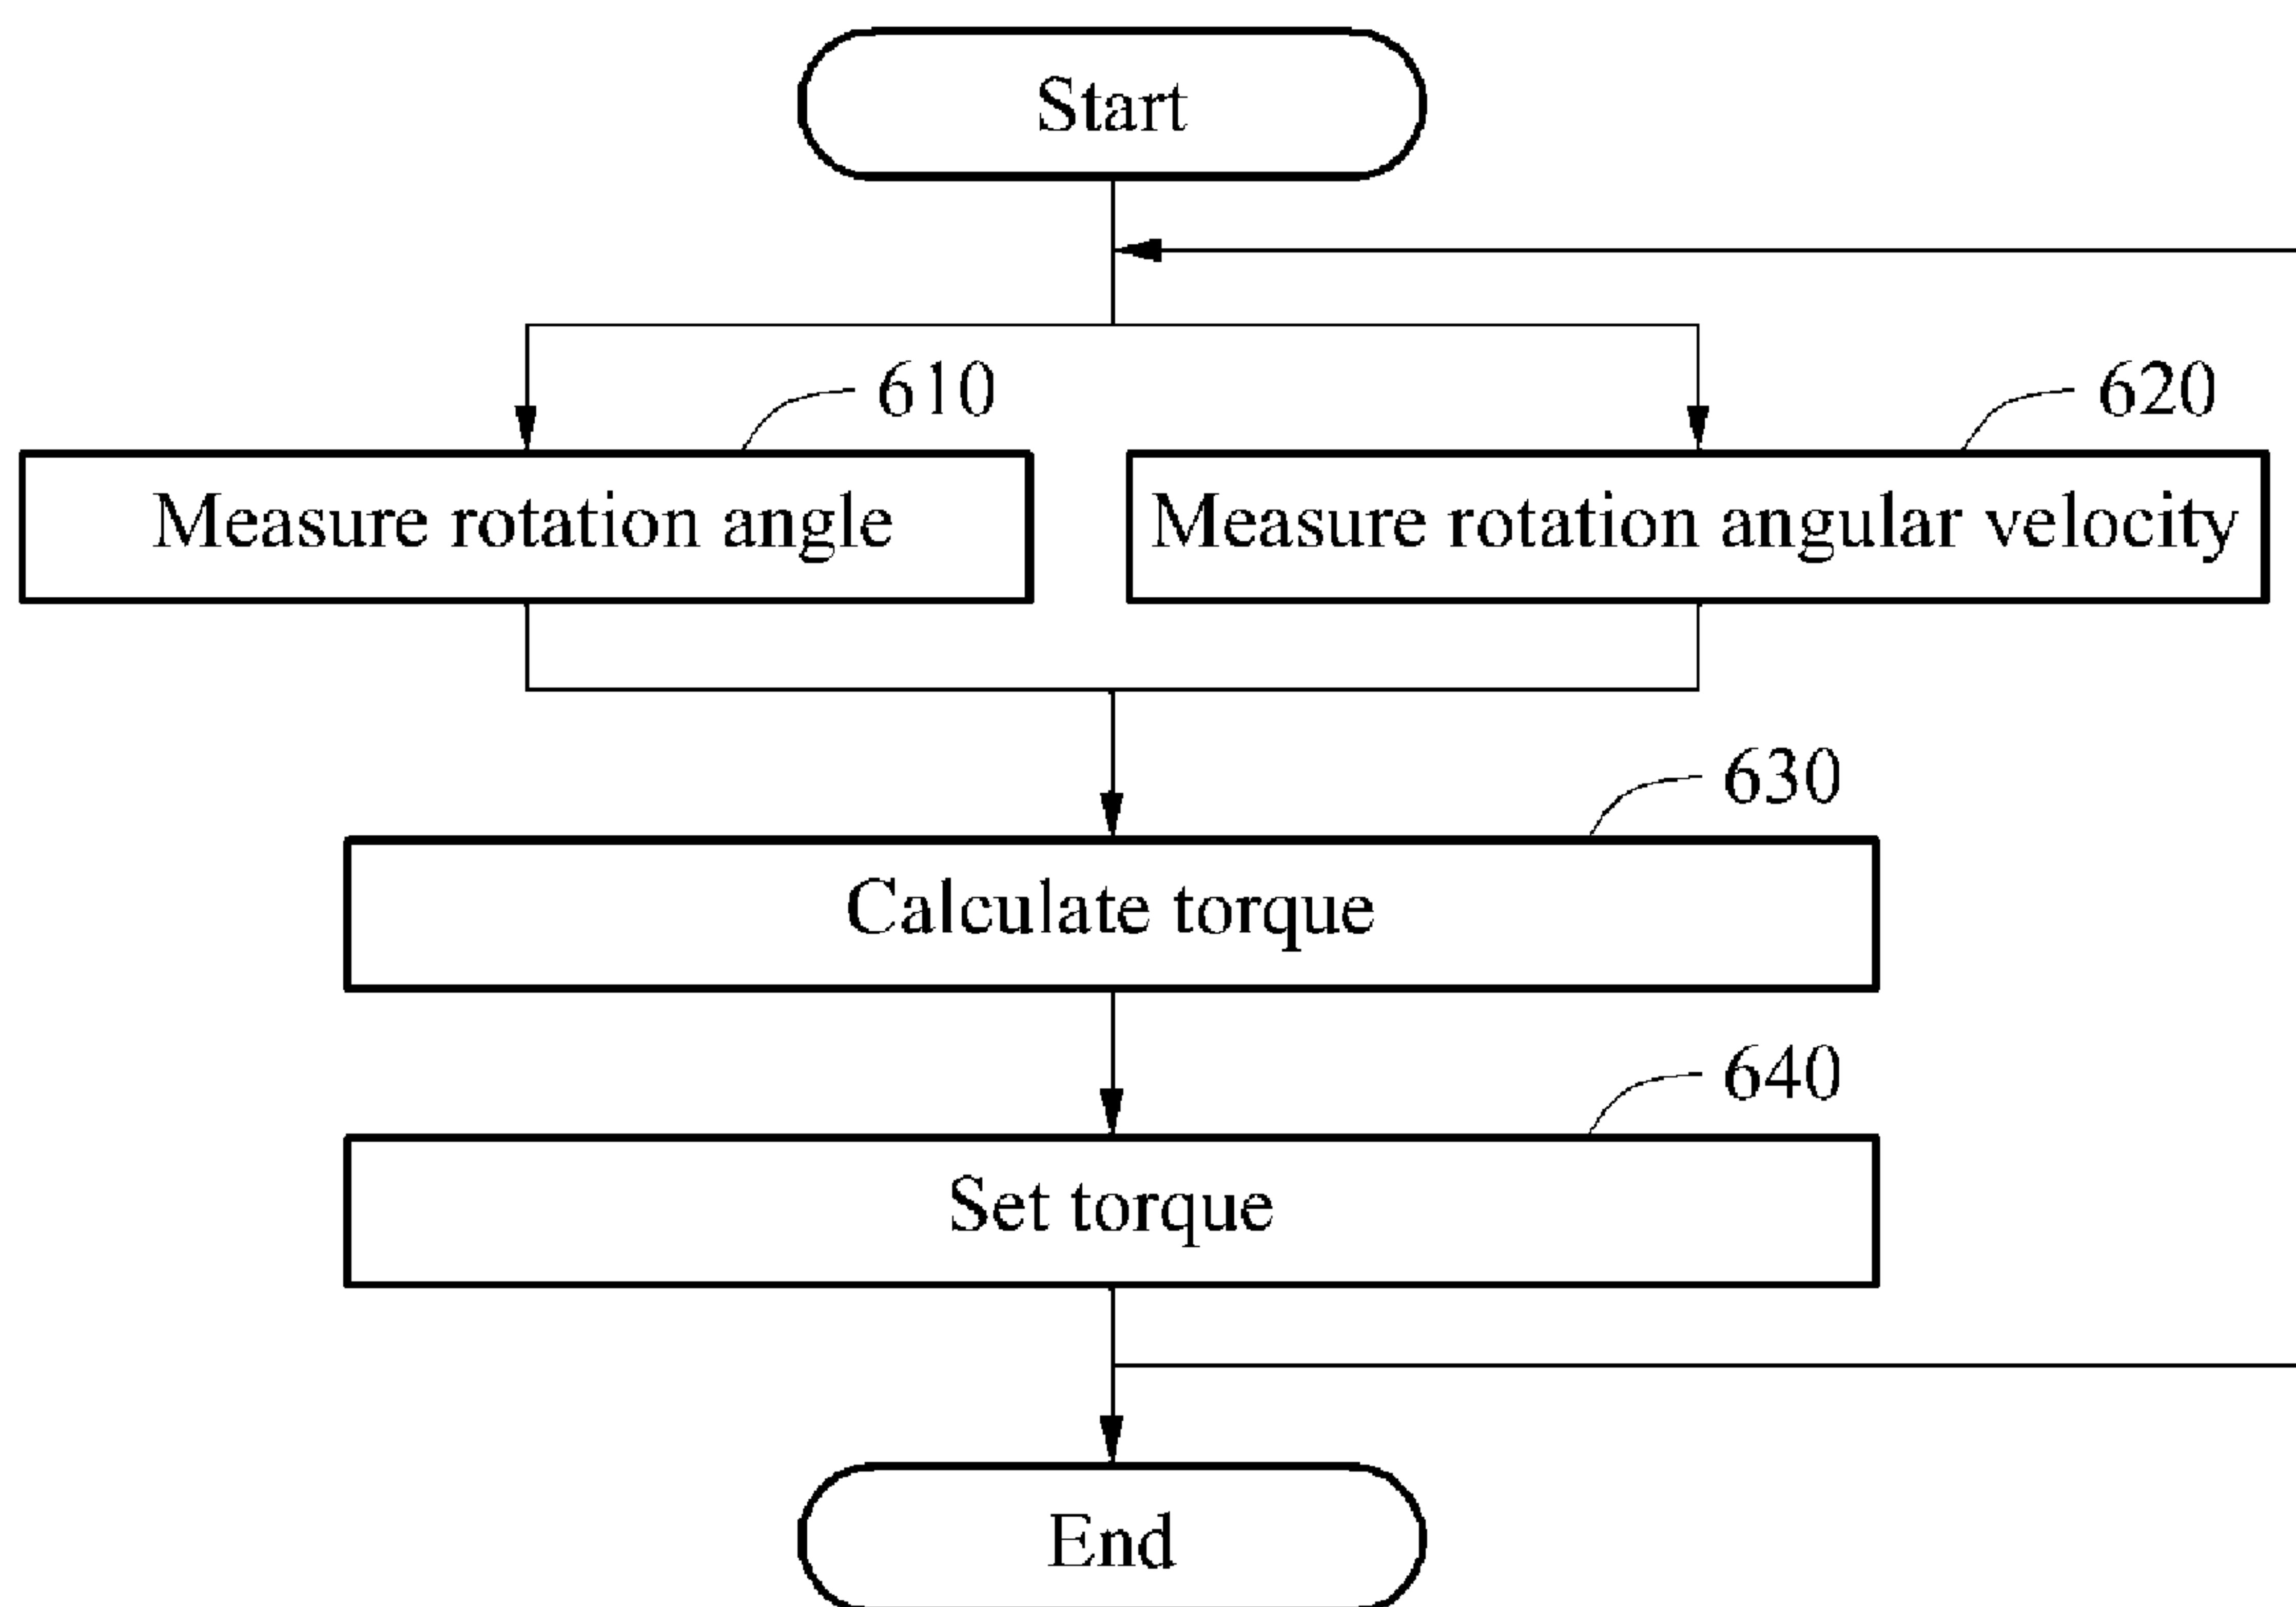 Start
610
620
Measure rotation angle
Measure rotation angular velocity
630
Calculate torque
640
Set torque
End